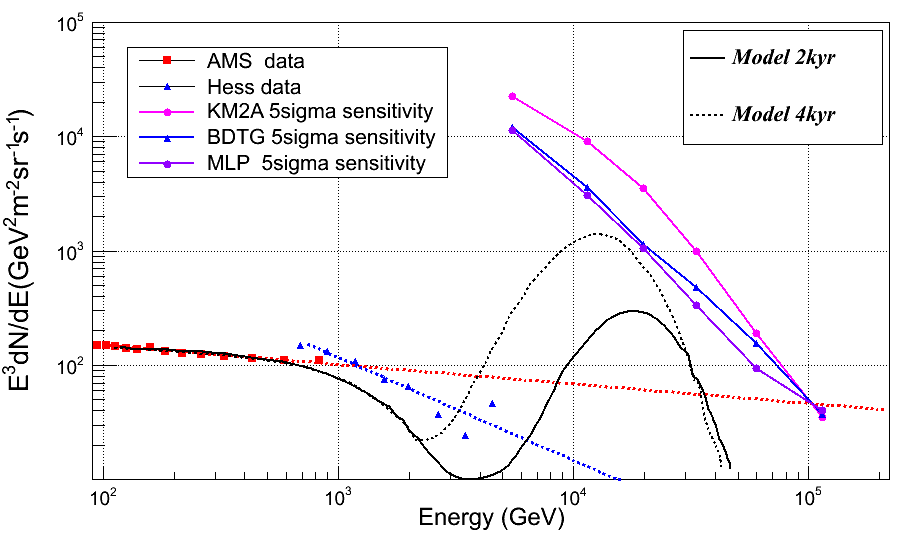 10^5
10^4
10^3
10^2
E^3dN/dE(GeV^2m^-2sr^-1s^-1)
AMS data
Hess data
KM2A 5sigma sensitivity
BDTG 5sigma sensitivity
MLP 5sigma sensitivity
Model 2kyr
Model 4kyr
10^2
10^3
10^4
10^5
Energy (GeV)